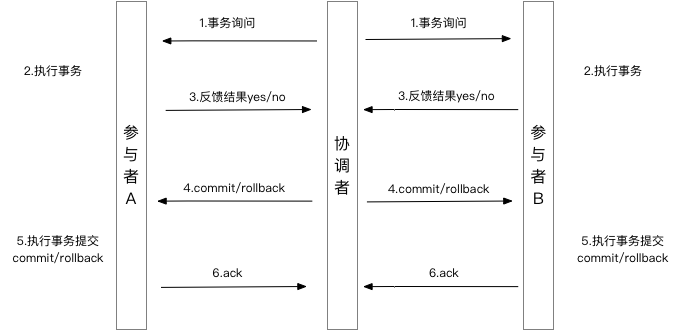 1.事务询问
1.事务询问
2.执行事务
2.执行事务
3.反馈结果yes/no
3.反馈结果yes/no
参与者A
协调者
参与者B
4.commit/rollback
4.commit/rollback
5.执行事务提交
commit/rollback
5.执行事务提交
commit/rollback
6.ack
6.ack